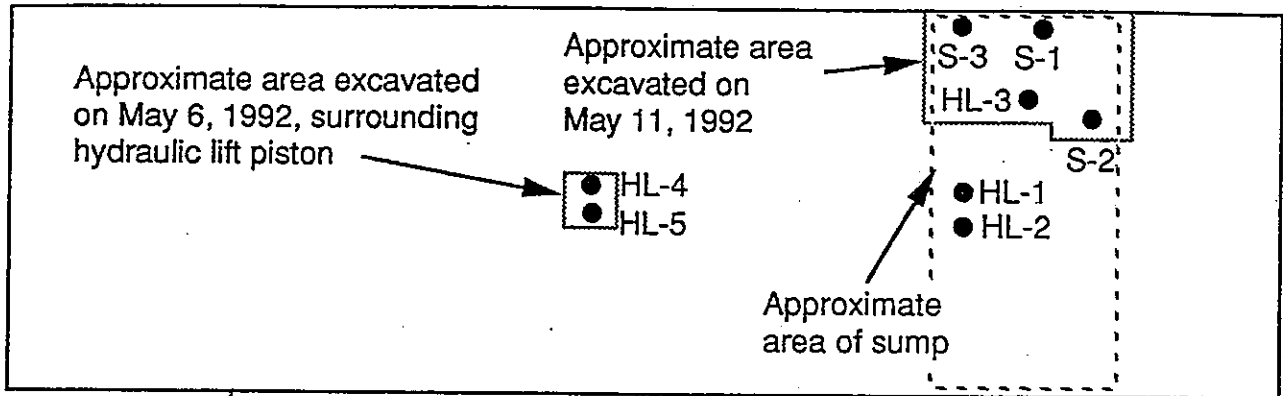 Approximate area excavated
on May 6, 1992, surrounding
hydraulic lift piston
Approximate area
excavated on
May 11, 1992
S-3 S-1
HL-3
S-2
HL-4
HL-5
HL-1
HL-2
Approximate
area of sump